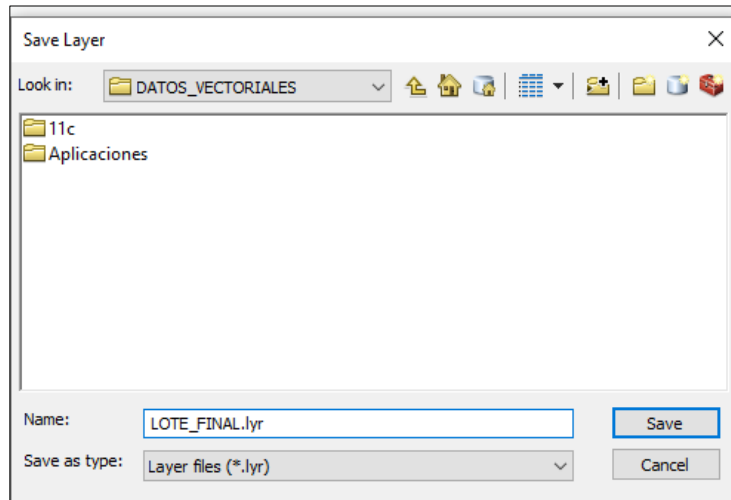 Save Layer
Look in: DATOS_VECTORIALES
11c
Aplicaciones
Name: LOTE_FINAL.lyr Save
Save as type: Layer files (*.lyr) Cancel